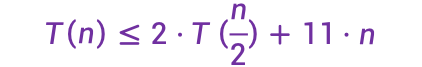 T(n) ≤ 2 · T(n/2) + 11 · n